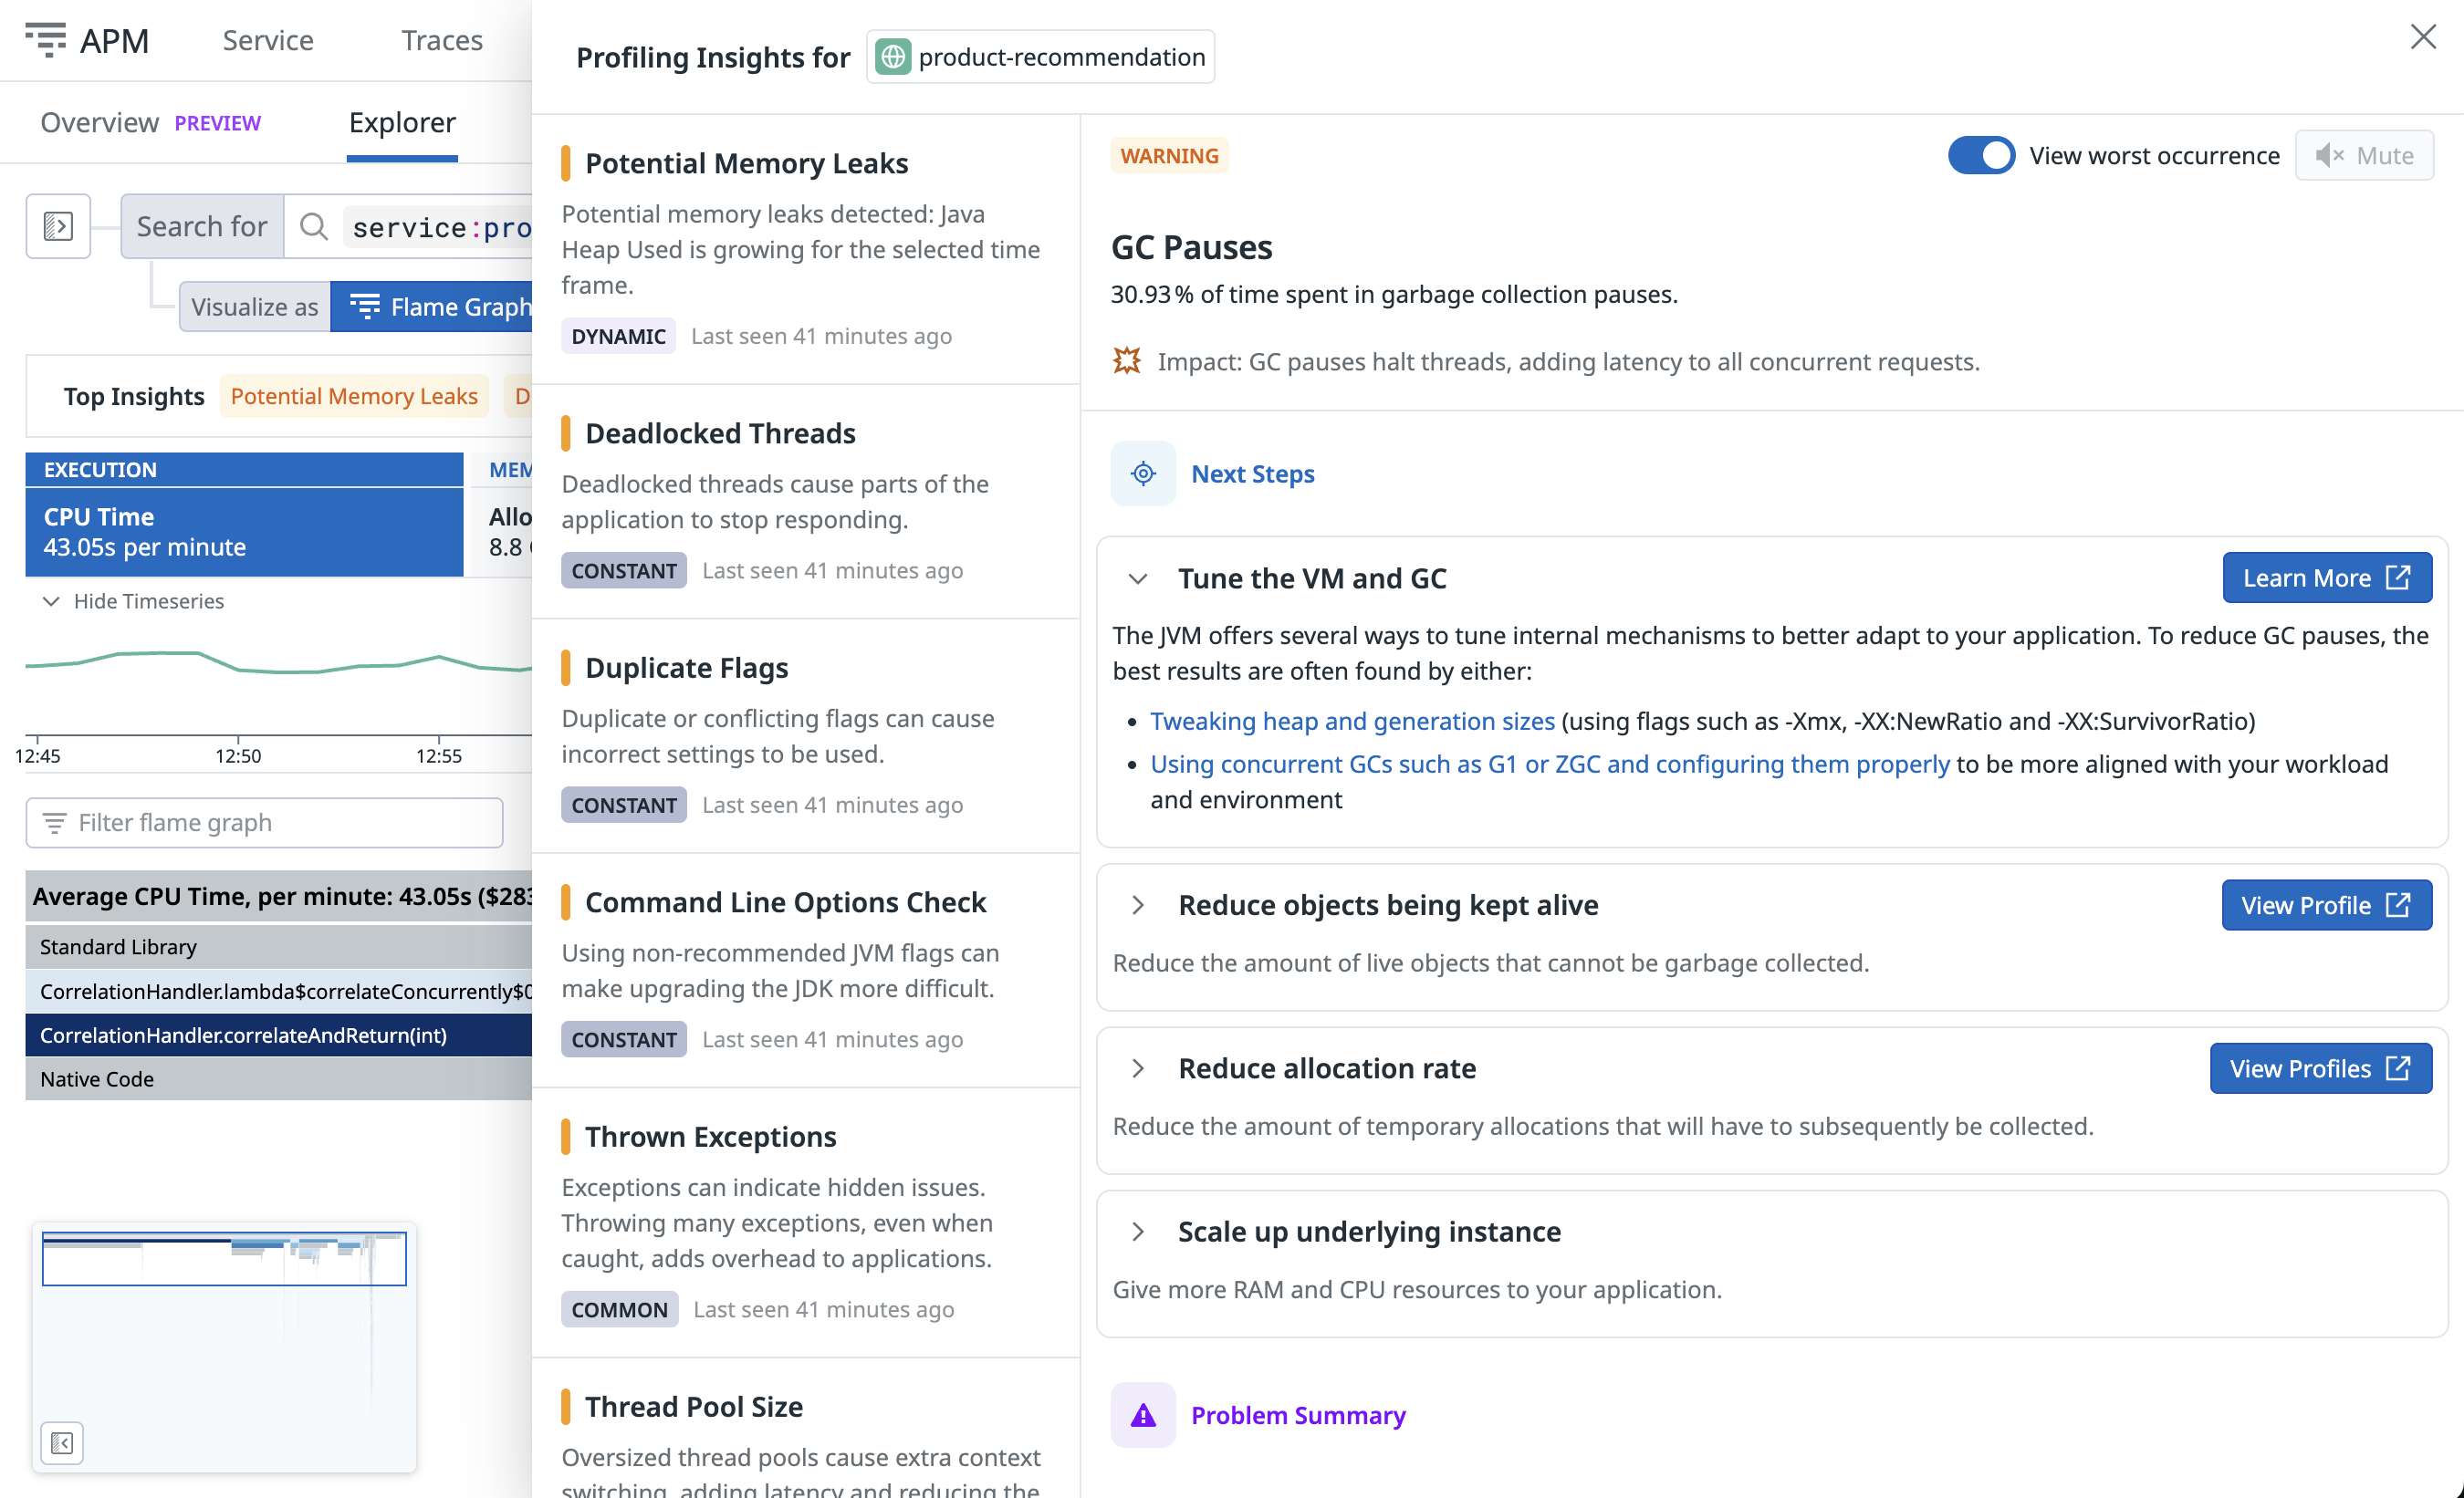 APM
Service
Traces
Overview PREVIEW
Explorer
Search for
service:pro
Visualize as
Flame Graph
Top Insights
Potential Memory Leaks
D
EXECUTION
CPU Time
43.05s per minute
MEM
Allo
8.8
Hide Timeseries
12:45
12:50
12:55
Filter flame graph
Average CPU Time, per minute: 43.05s ($283
Standard Library
CorrelationHandler.lambda$correlateConcurrently$0
CorrelationHandler.correlateAndReturn(int)
Native Code
Profiling Insights for product-recommendation
Potential Memory Leaks
Potential memory leaks detected: Java
Heap Used is growing for the selected time
frame.
DYNAMIC Last seen 41 minutes ago
Deadlocked Threads
Deadlocked threads cause parts of the
application to stop responding.
CONSTANT Last seen 41 minutes ago
Duplicate Flags
Duplicate or conflicting flags can cause
incorrect settings to be used.
CONSTANT Last seen 41 minutes ago
Command Line Options Check
Using non-recommended JVM flags can
make upgrading the JDK more difficult.
CONSTANT Last seen 41 minutes ago
Thrown Exceptions
Exceptions can indicate hidden issues.
Throwing many exceptions, even when
caught, adds overhead to applications.
COMMON Last seen 41 minutes ago
Thread Pool Size
Oversized thread pools cause extra context
switching, adding latency and reducing the
WARNING
View worst occurrence
Mute
GC Pauses
30.93% of time spent in garbage collection pauses.
Impact: GC pauses halt threads, adding latency to all concurrent requests.
Next Steps
Tune the VM and GC
Learn More
The JVM offers several ways to tune internal mechanisms to better adapt to your application. To reduce GC pauses, the
best results are often found by either:
• Tweaking heap and generation sizes (using flags such as -Xmx, -XX:NewRatio and -XX:SurvivorRatio)
• Using concurrent GCs such as G1 or ZGC and configuring them properly to be more aligned with your workload
and environment
Reduce objects being kept alive
View Profile
Reduce the amount of live objects that cannot be garbage collected.
Reduce allocation rate
View Profiles
Reduce the amount of temporary allocations that will have to subsequently be collected.
Scale up underlying instance
Give more RAM and CPU resources to your application.
Problem Summary